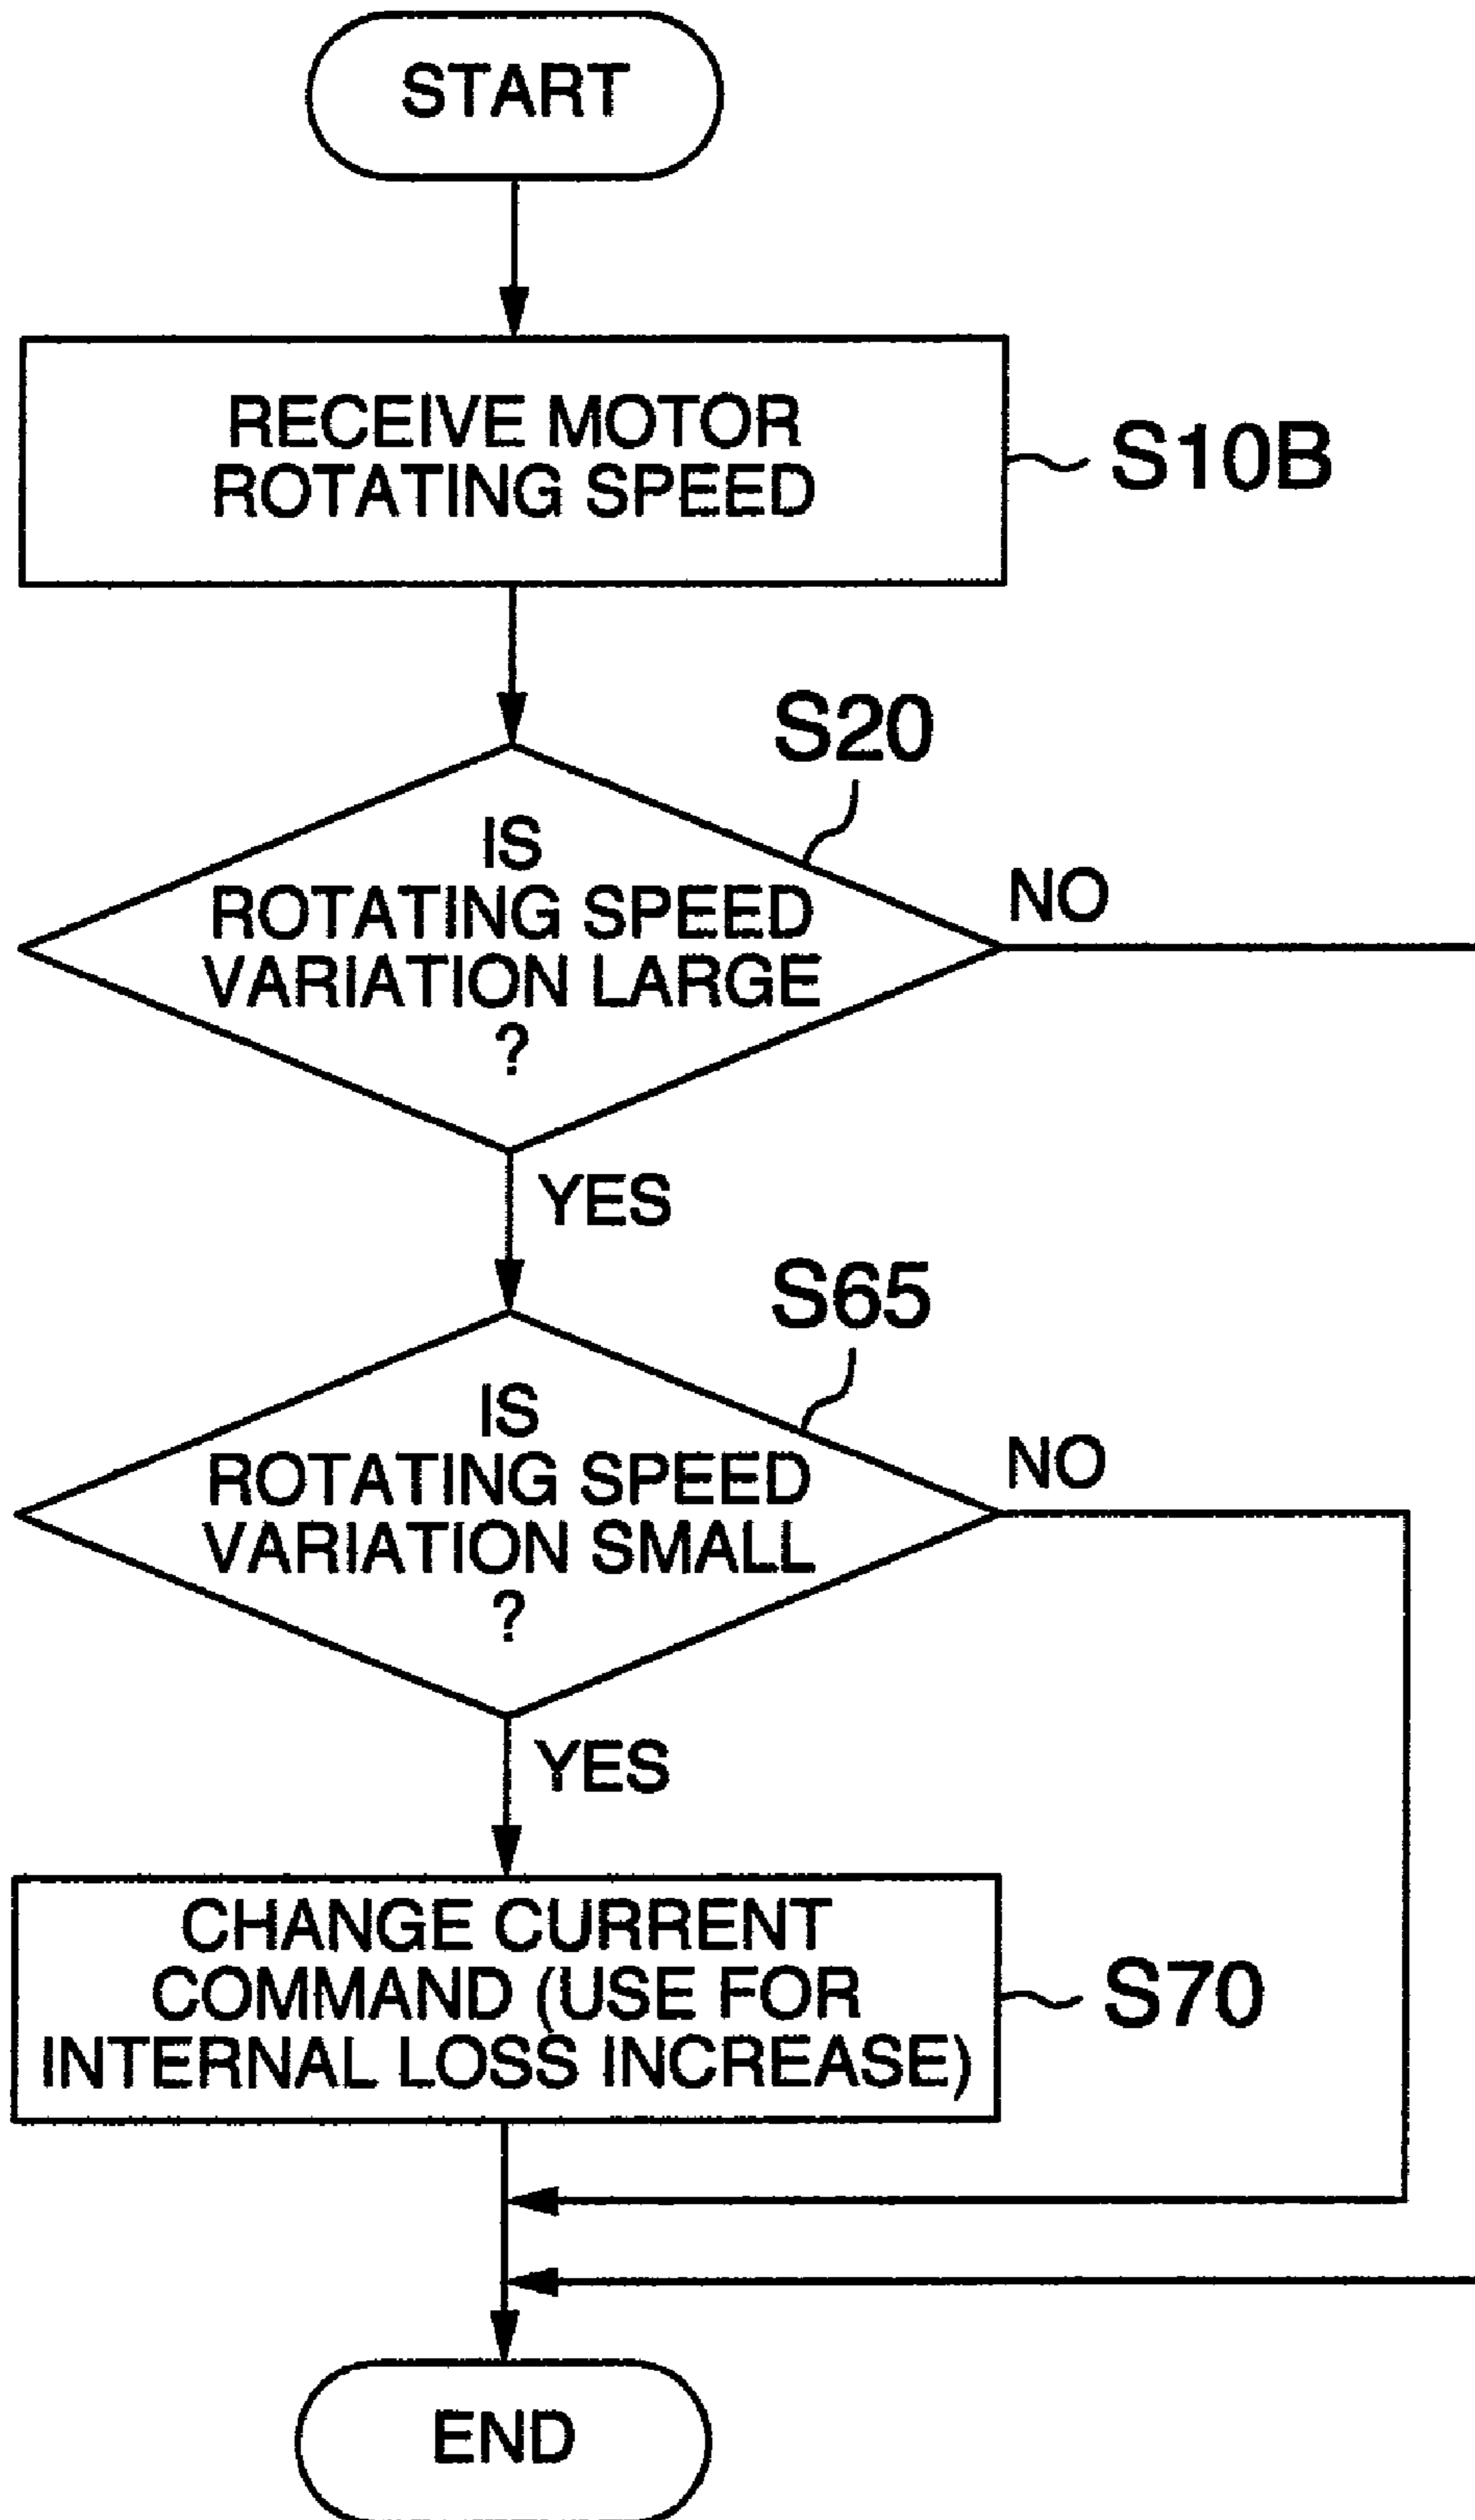 START
RECEIVE MOTOR
ROTATING SPEED
S10B
S20
IS
ROTATING SPEED
VARIATION LARGE
?
NO
YES
S65
IS
ROTATING SPEED
VARIATION SMALL
?
NO
YES
CHANGE CURRENT
COMMAND (USE FOR
INTERNAL LOSS INCREASE)
S70
END